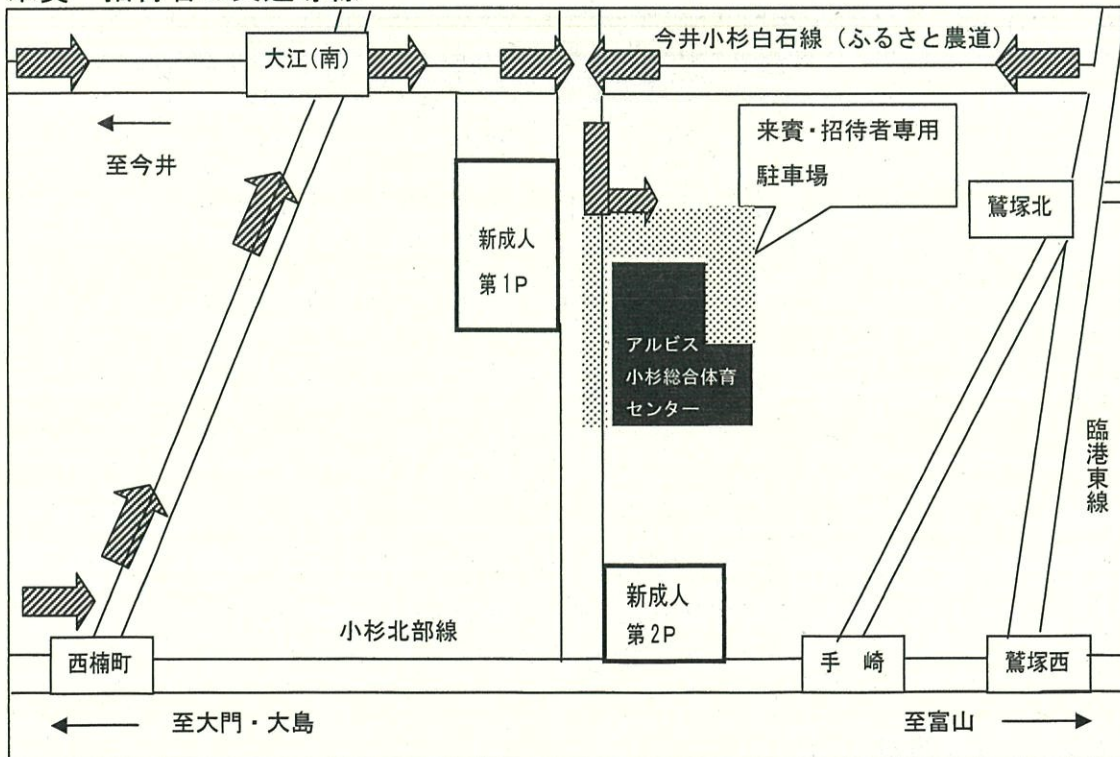 今井小杉白石線（ふるさと農道）
大江(南)
至今井
来賓・招待者専用
駐車場
新成人
第1P
鷲塚北
アルビス
小杉総合体育
センター
臨港東線
新成人
第2P
小杉北部線
西楠町
手　崎
鷲塚西
至大門・大島
至富山